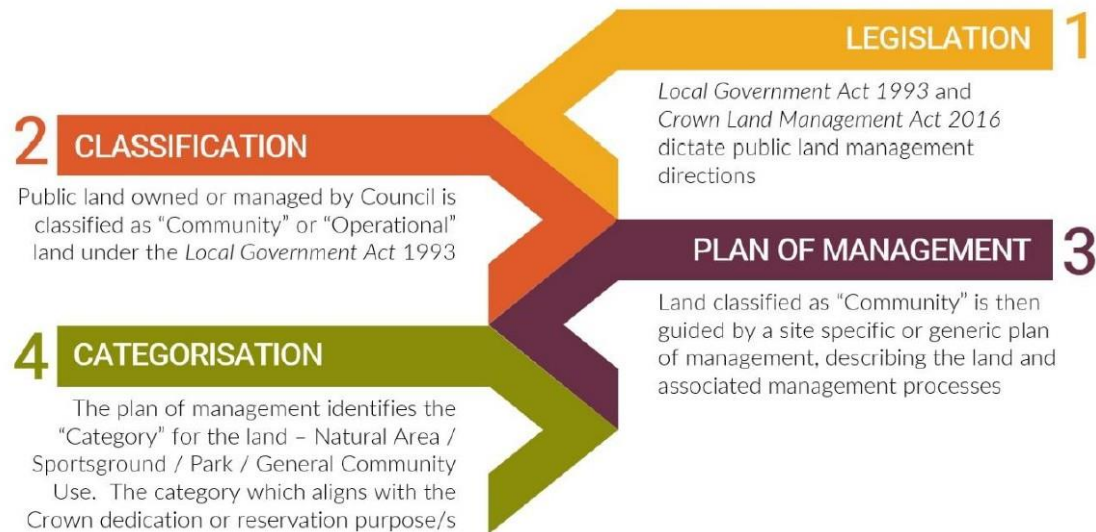 LEGISLATION 1
Local Government Act 1993 and
Crown Land Management Act 2016
dictate public land management
directions
2 CLASSIFICATION
Public land owned or managed by Council is
classified as “Community” or “Operational”
land under the Local Government Act 1993
PLAN OF MANAGEMENT 3
Land classified as “Community” is then
guided by a site specific or generic plan
of management, describing the land and
associated management processes
4 CATEGORISATION
The plan of management identifies the
“Category” for the land – Natural Area /
Sportsground / Park / General Community
Use. The category which aligns with the
Crown dedication or reservation purpose/s